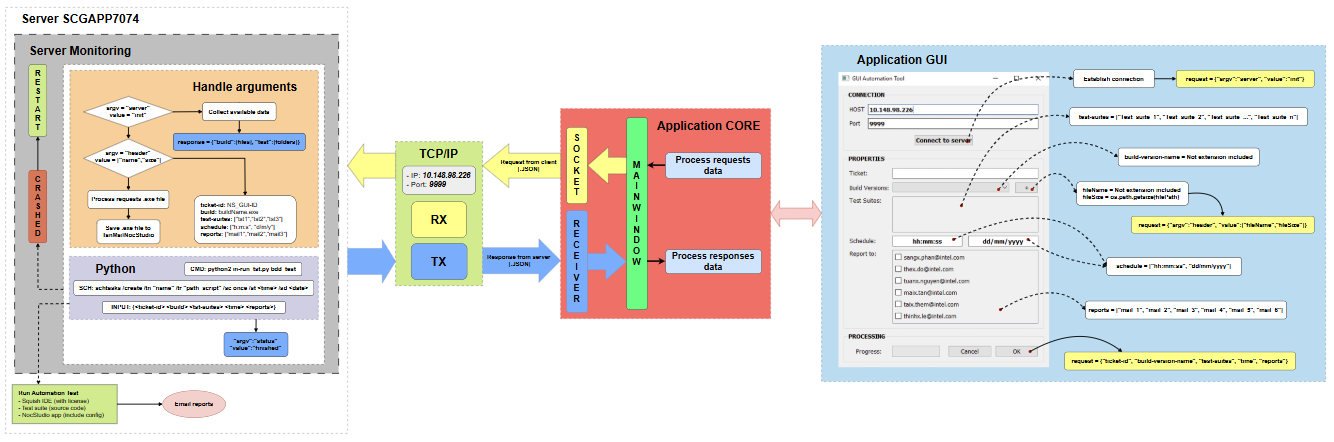 Server SCGAPP7074
Server Monitoring
RESTART
CRASHED
Handle arguments
argv = "server"
value = "init"
Collect available data
response = {"build":[files], "test":[folders]}
argv = "header"
value = ["name","size"]
Process requests .exe file
Save .exe file to
ticket-id: NS_GUI-ID
build: buildName.exe
test-suites: ["tst1","tst2","tst3"]
schedule: ["h:m:s", "d/m/y"]
reports: ["mail1","mail2","mail3"]
Python
CMD: python2 in-run_tst.py bdd_test
SCH: schtasks /create /tn "name" /tr "path_script" /sc once /st <time> /sd <date>
INPUT: {<ticket-id> <build> <tst-suites> <time> <reports>}
"argv":"status"
"value":"finished"
Run Automation Test
- Squish IDE (with license)
- Test suite (source code)
- NocStudio app (include config)
Email reports
TCP/IP
- IP: 10.148.98.226
- Port: 9999
RX
TX
Request from client
(.JSON)
Response from server
(.JSON)
Application CORE
SOCKET
RECEIVER
MAINWINDOW
Process requests
data
Process responses
data
Application GUI
GUI Automation Tool
CONNECTION
HOST 10.148.98.226
Port 9999
Connect to server
PROPERTIES
Ticket:
Build Versions:
Test Suites:
Schedule: hh:mm:ss dd/mm/yyyy
Report to:
sangx.phan@intel.com
thex.do@intel.com
tuanx.nguyen@intel.com
maix.tan@intel.com
taix.them@intel.com
thinhx.le@intel.com
PROCESSING
Progress: Cancel OK
Establish connection
request = {"argv":"server", "value":"init"}
test-suites = ["Test_suite_1", "Test_suite_2", "Test_suite_...", "Test_suite_n"]
build-version-name = Not extension included
fileName = Not extension included
fileSize = os.path.getsize(filePath)
request = {"argv":"header", "value":["fileName","fileSize"]}
schedule = ["hh:mm:ss", "dd/mm/yyyy"]
reports = ["mail_1", "mail_2", "mail_3", "mail_4", "mail_5", "mail_6"]
request = {"ticket-id", "build-version-name", "test-suites", "time", "reports"}